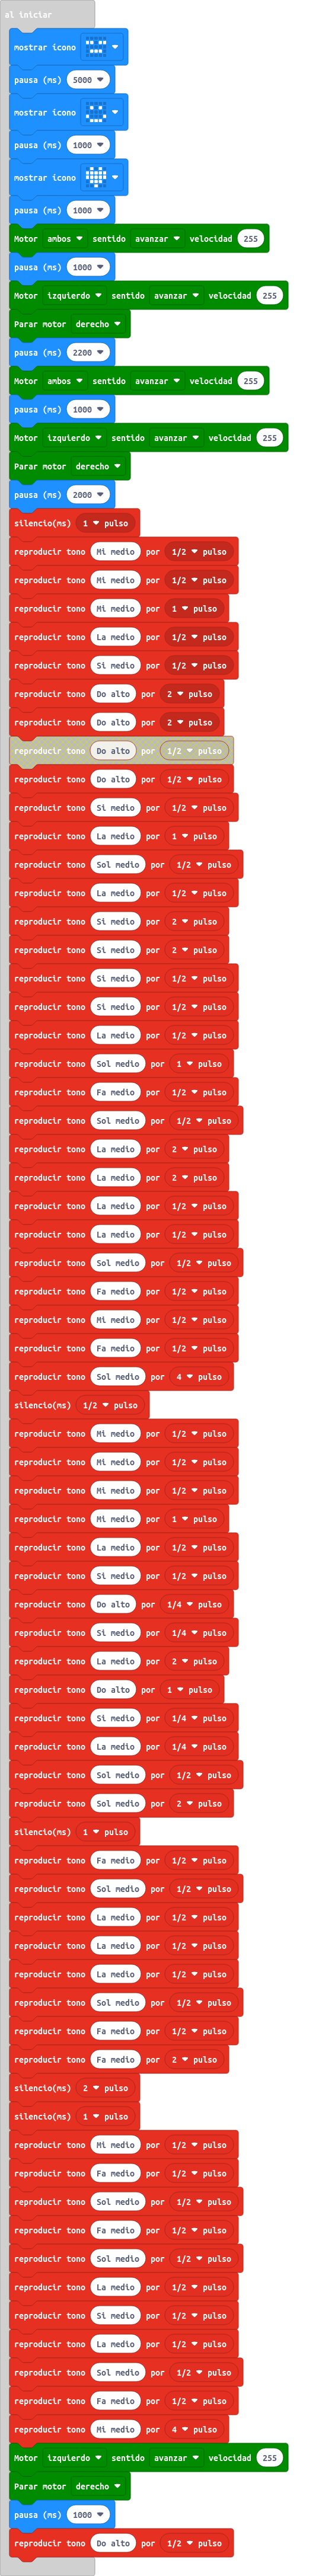 al iniciar
mostrar icono
pausa (ms) 5000
mostrar icono
pausa (ms) 1000
mostrar icono
pausa (ms) 1000
Motor ambos sentido avanzar velocidad 255
pausa (ms) 1000
Motor izquierdo sentido avanzar velocidad 255
Parar motor derecho
pausa (ms) 2200
Motor ambos sentido avanzar velocidad 255
pausa (ms) 1000
Motor izquierdo sentido avanzar velocidad 255
Parar motor derecho
pausa (ms) 2000
silencio(ms) 1 pulso
reproducir tono Mi medio por 1/2 pulso
reproducir tono Mi medio por 1/2 pulso
reproducir tono Mi medio por 1 pulso
reproducir tono La medio por 1/2 pulso
reproducir tono Si medio por 1/2 pulso
reproducir tono Do alto por 2 pulso
reproducir tono Do alto por 2 pulso
reproducir tono Do alto por 1/2 pulso
reproducir tono Do alto por 1/2 pulso
reproducir tono Si medio por 1/2 pulso
reproducir tono La medio por 1 pulso
reproducir tono Sol medio por 1/2 pulso
reproducir tono La medio por 1/2 pulso
reproducir tono Si medio por 2 pulso
reproducir tono Si medio por 2 pulso
reproducir tono Si medio por 1/2 pulso
reproducir tono Si medio por 1/2 pulso
reproducir tono La medio por 1/2 pulso
reproducir tono Sol medio por 1 pulso
reproducir tono Fa medio por 1/2 pulso
reproducir tono Sol medio por 1/2 pulso
reproducir tono La medio por 2 pulso
reproducir tono La medio por 2 pulso
reproducir tono La medio por 1/2 pulso
reproducir tono La medio por 1/2 pulso
reproducir tono Sol medio por 1/2 pulso
reproducir tono Fa medio por 1/2 pulso
reproducir tono Mi medio por 1/2 pulso
reproducir tono Fa medio por 1/2 pulso
reproducir tono Sol medio por 4 pulso
silencio(ms) 1/2 pulso
reproducir tono Mi medio por 1/2 pulso
reproducir tono Mi medio por 1/2 pulso
reproducir tono Mi medio por 1/2 pulso
reproducir tono Mi medio por 1 pulso
reproducir tono La medio por 1/2 pulso
reproducir tono Si medio por 1/2 pulso
reproducir tono Do alto por 1/4 pulso
reproducir tono Si medio por 1/4 pulso
reproducir tono La medio por 2 pulso
reproducir tono Do alto por 1 pulso
reproducir tono Si medio por 1/4 pulso
reproducir tono La medio por 1/4 pulso
reproducir tono Sol medio por 1/2 pulso
reproducir tono Sol medio por 2 pulso
silencio(ms) 1 pulso
reproducir tono Fa medio por 1/2 pulso
reproducir tono Sol medio por 1/2 pulso
reproducir tono La medio por 1/2 pulso
reproducir tono La medio por 1/2 pulso
reproducir tono La medio por 1/2 pulso
reproducir tono Sol medio por 1/2 pulso
reproducir tono Fa medio por 1/2 pulso
reproducir tono Fa medio por 2 pulso
silencio(ms) 2 pulso
silencio(ms) 1 pulso
reproducir tono Mi medio por 1/2 pulso
reproducir tono Fa medio por 1/2 pulso
reproducir tono Sol medio por 1/2 pulso
reproducir tono Fa medio por 1/2 pulso
reproducir tono Sol medio por 1/2 pulso
reproducir tono La medio por 1/2 pulso
reproducir tono Si medio por 1/2 pulso
reproducir tono La medio por 1/2 pulso
reproducir tono Sol medio por 1/2 pulso
reproducir tono Fa medio por 1/2 pulso
reproducir tono Mi medio por 4 pulso
Motor izquierdo sentido avanzar velocidad 255
Parar motor derecho
pausa (ms) 1000
reproducir tono Do alto por 1/2 pulso